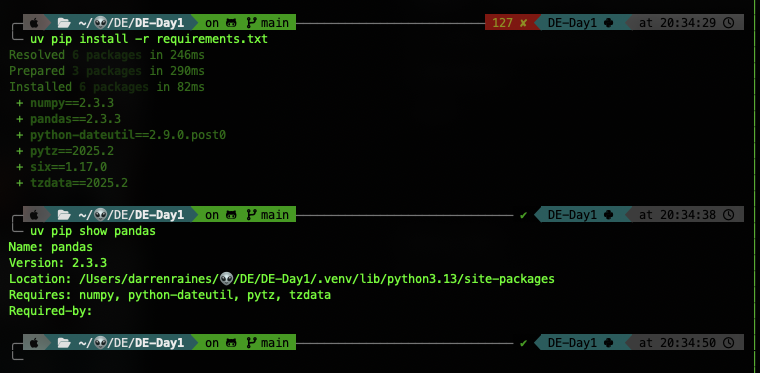 ~/👽/DE/DE-Day1 on main 127 ✘ DE-Day1 at 20:34:29
uv pip install -r requirements.txt
Resolved 6 packages in 246ms
Prepared 3 packages in 290ms
Installed 6 packages in 82ms
+ numpy==2.3.3
+ pandas==2.3.3
+ python-dateutil==2.9.0.post0
+ pytz==2025.2
+ six==1.17.0
+ tzdata==2025.2
~/👽/DE/DE-Day1 on main ✔ DE-Day1 at 20:34:38
uv pip show pandas
Name: pandas
Version: 2.3.3
Location: /Users/darrenraines/👽/DE/DE-Day1/.venv/lib/python3.13/site-packages
Requires: numpy, python-dateutil, pytz, tzdata
Required-by:
~/👽/DE/DE-Day1 on main ✔ DE-Day1 at 20:34:50